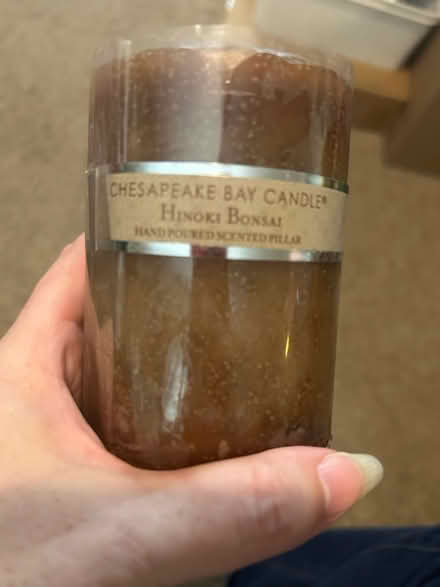 CHESAPEAKE BAY CANDLE®
HINOKI BONSAI
HAND POURED SCENTED PILLAR